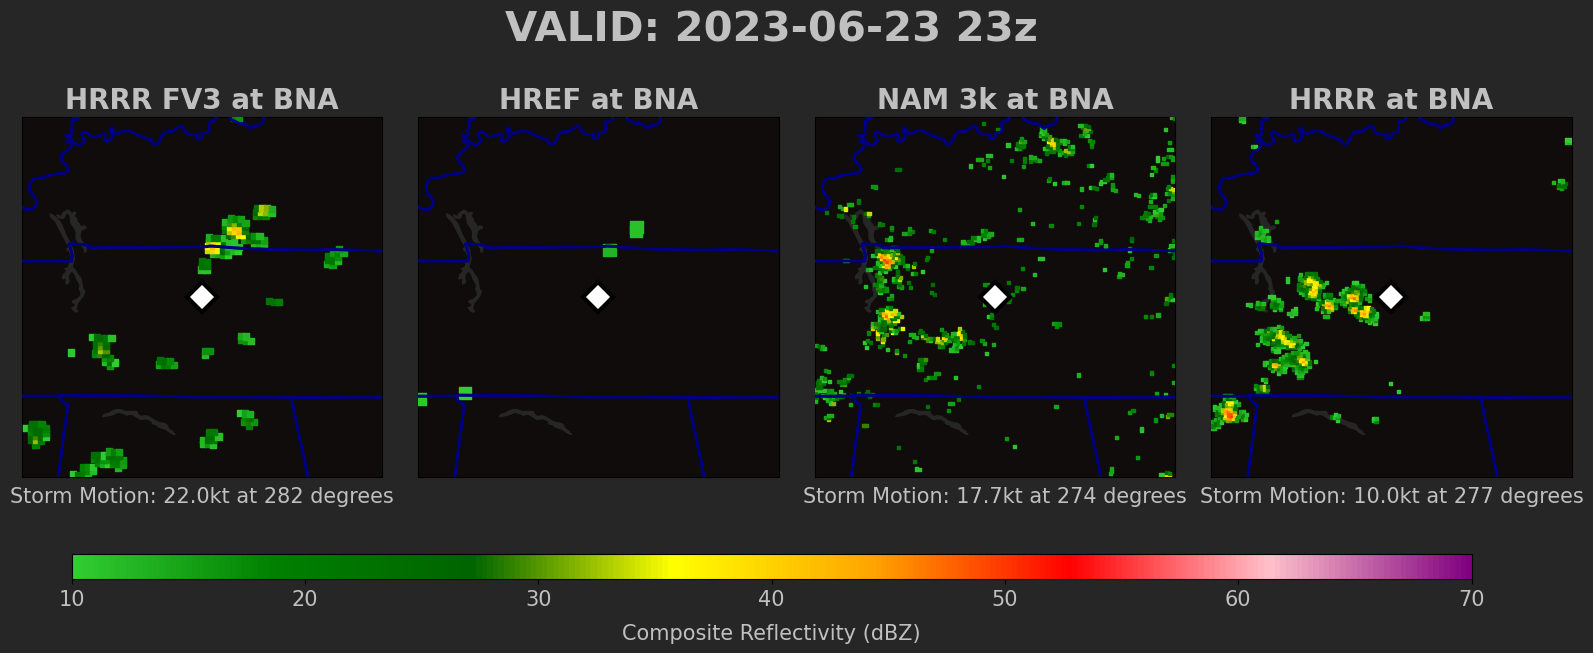 VALID: 2023-06-23 23z
HRRR FV3 at BNA
HREF at BNA
NAM 3k at BNA
HRRR at BNA
Storm Motion: 22.0kt at 282 degrees
Storm Motion: 17.7kt at 274 degrees
Storm Motion: 10.0kt at 277 degrees
10 20 30 40 50 60 70
Composite Reflectivity (dBZ)